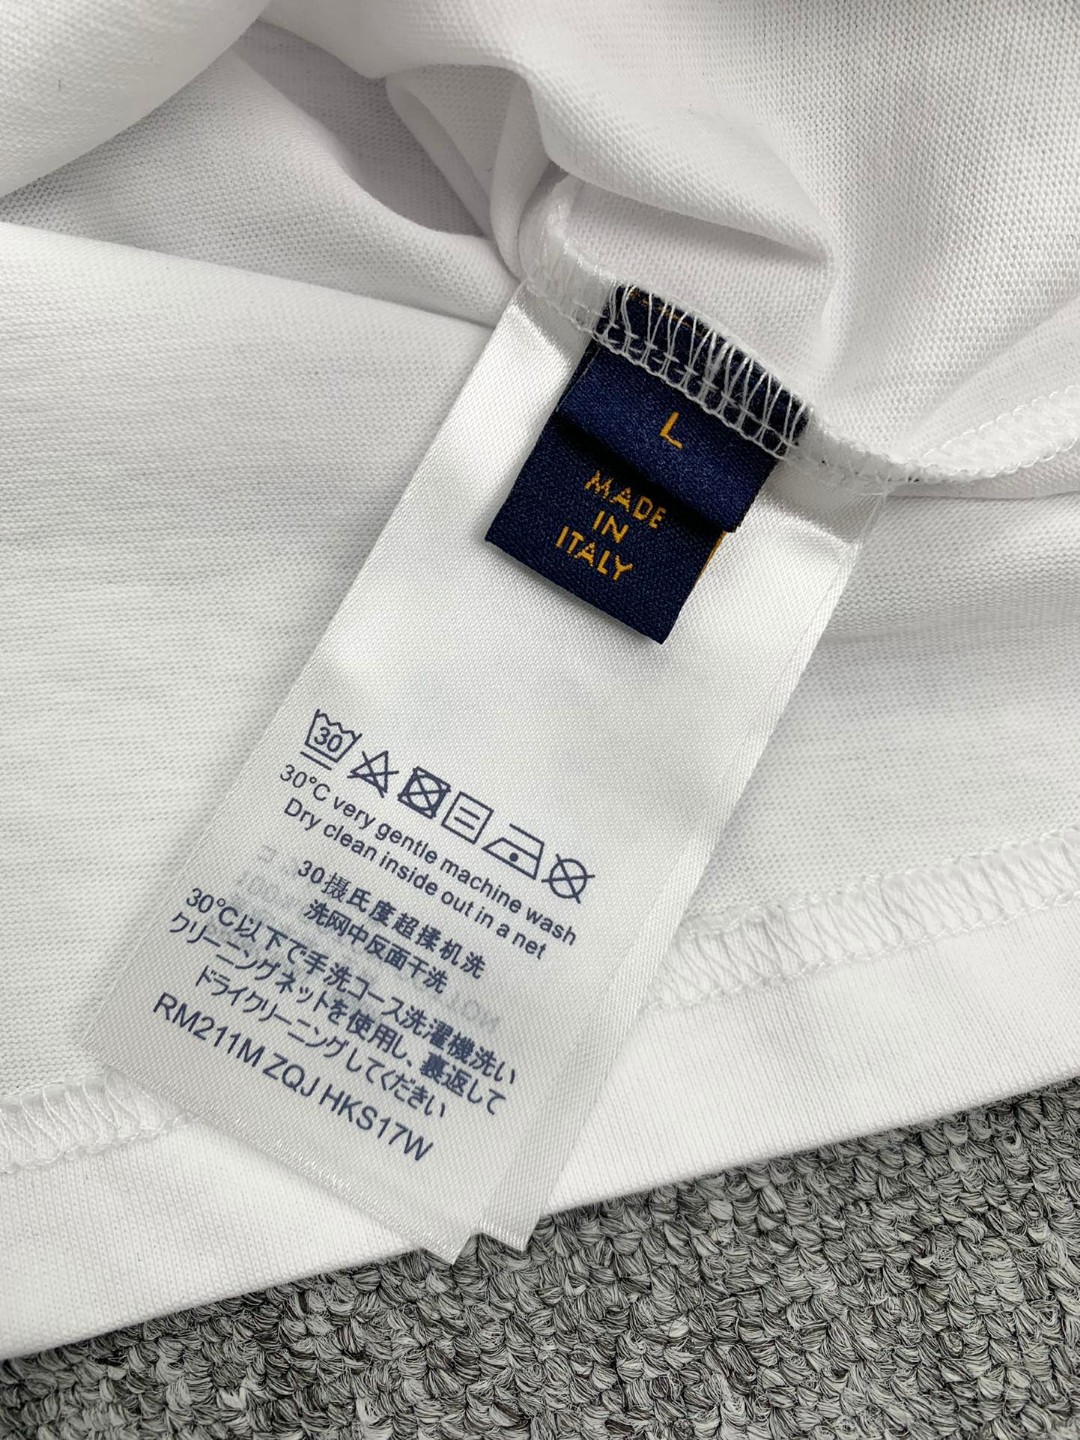 L
MADE
IN
ITALY
30
30°C very gentle machine wash
Dry clean inside out in a net
30摄氏度超揉机洗
洗网中反面干洗
30℃以下で手洗コース洗濯機洗い
クリーニングネットを使用し、裏返して
ドライクリーニングしてください
RM211M ZQJ HKS17W